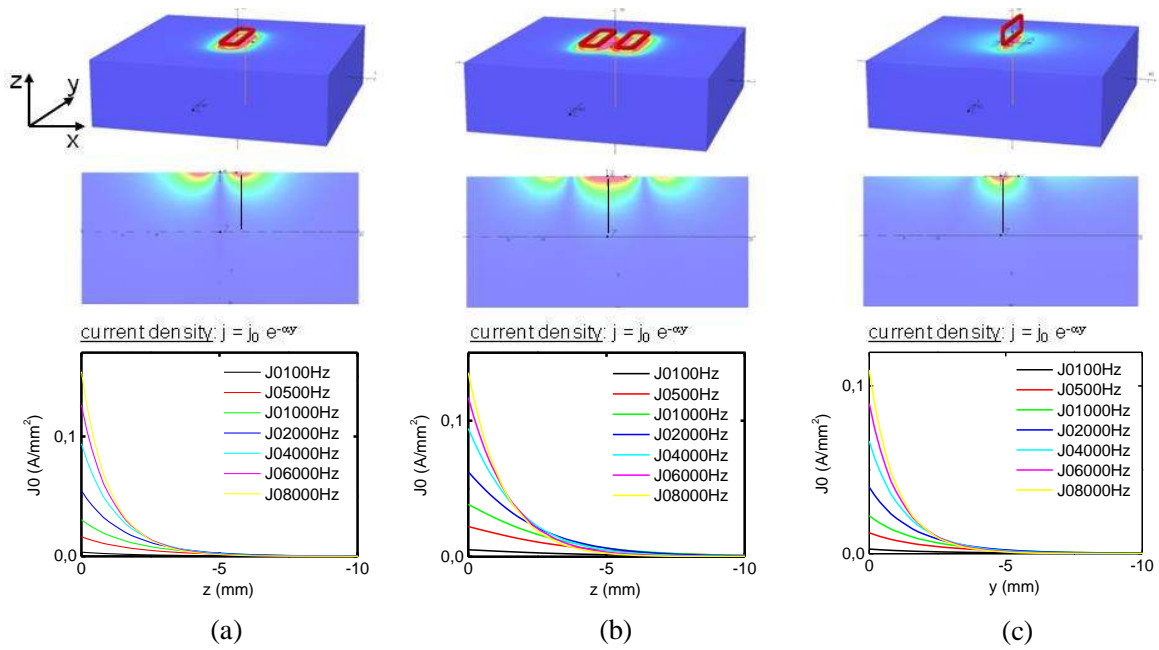 z
y
x
current density: j = j0 e-αy
J0 (A/mm2)
0,1
0,0
J0100Hz
J0500Hz
J01000Hz
J02000Hz
J04000Hz
J06000Hz
J08000Hz
0
-5
-10
z (mm)
(a)
current density: j = j0 e-αy
J0 (A/mm2)
0,1
0,0
J0100Hz
J0500Hz
J01000Hz
J02000Hz
J04000Hz
J06000Hz
J08000Hz
0
-5
-10
z (mm)
(b)
current density: j = j0 e-αy
J0 (A/mm2)
0,1
0,0
J0100Hz
J0500Hz
J01000Hz
J02000Hz
J04000Hz
J06000Hz
J08000Hz
0
-5
-10
y (mm)
(c)